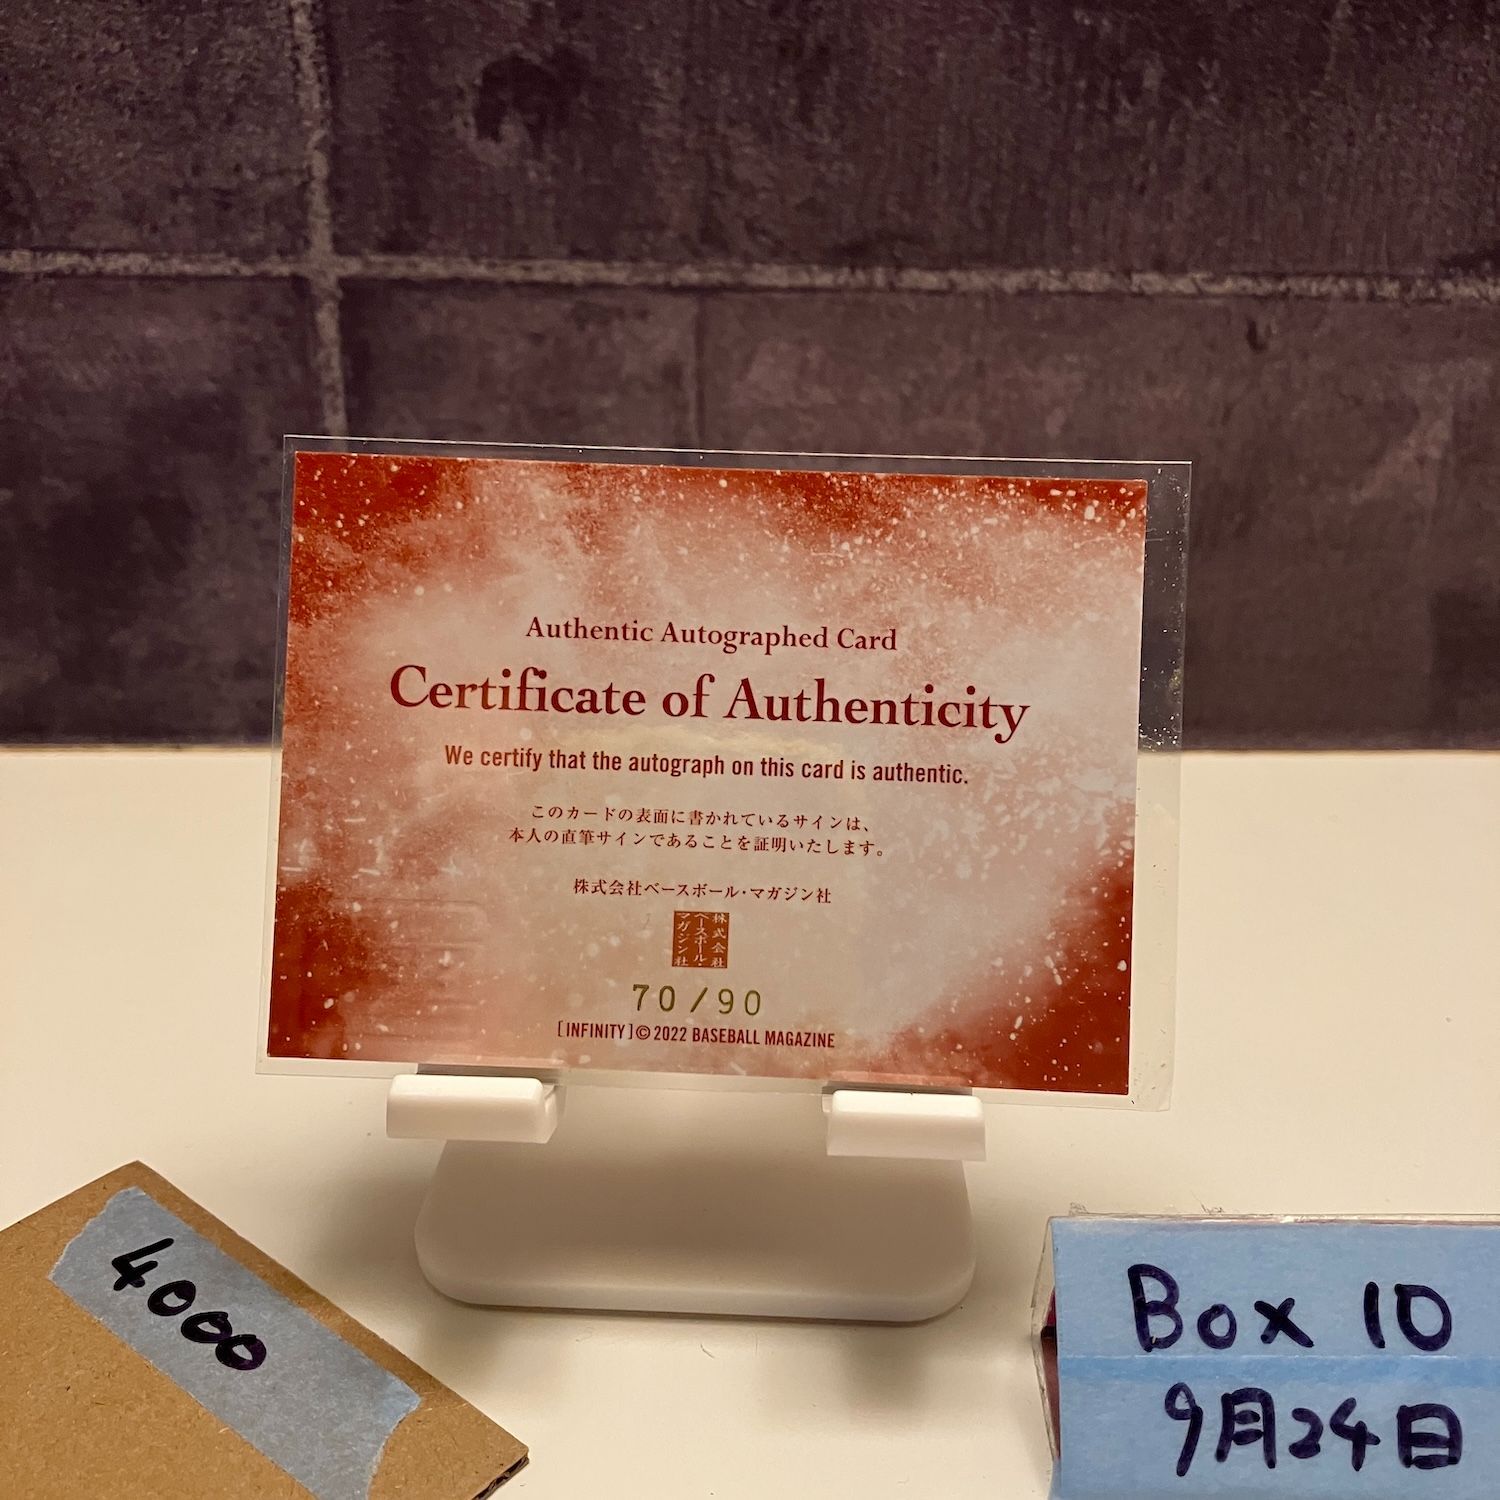 Authentic Autographed Card
Certificate of Authenticity
We certify that the autograph on this card is authentic.
このカードの表面に書かれているサインは、
本人の直筆サインであることを証明いたします。
株式会社ベースボール・マガジン社
株式会社
ベースボール・
マガジン社
70/90
[INFINITY]©2022 BASEBALL MAGAZINE
4000
Box 10
9月24日